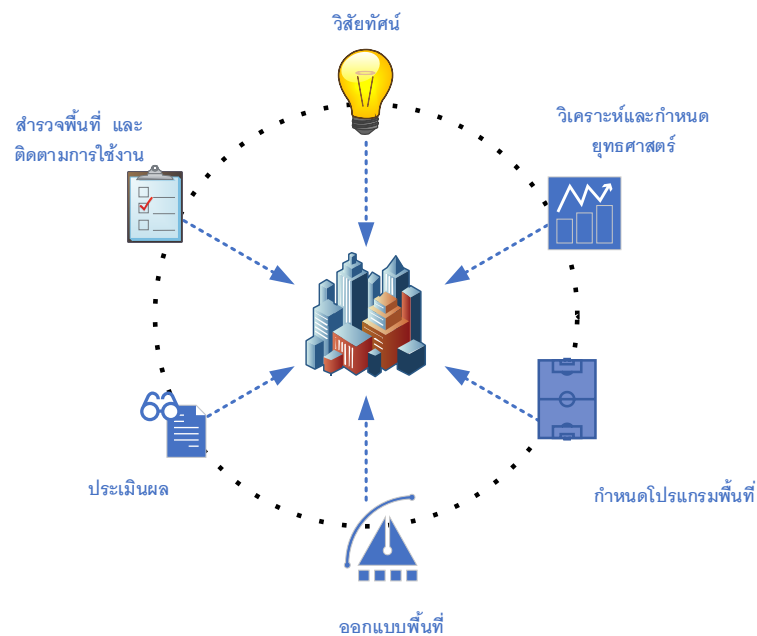 วิสัยทัศน์
วิเคราะห์และกำหนด
ยุทธศาสตร์
กำหนดโปรแกรมพื้นที่
ออกแบบพื้นที่
ประเมินผล
สำรวจพื้นที่ และ
ติดตามการใช้งาน